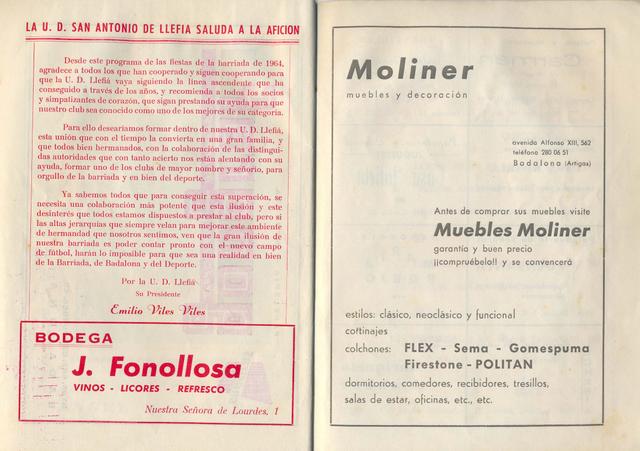 LA U. D. SAN ANTONIO DE LLEFIA SALUDA A LA AFICION
Desde este programa de las fiestas de la barriada de 1964,
agradece a todos los que han cooperado y siguen cooperando para
que la U. D. Llefiá vaya siguiendo la línea ascendente que ha
conseguido a través de los años, y recomienda a todos los socios
y simpatizantes de corazón, que sigan prestando su ayuda para que
nuestro club sea conocido como uno de los mejores de su categoría.
Para ello desearíamos formar dentro de nuestra U. D. Llefiá,
esta unión que con el tiempo la convierta en una gran familia, y
que todos bien hermanados, con la colaboración de las distingui-
das autoridades que con tanto acierto nos están alentando con su
ayuda, formar uno de los clubs de mayor nombre y señorío, para
orgullo de la barriada y en bien del deporte.
Ya sabemos todos que para conseguir esta superación, se
necesita una colaboración más potente que esta ilusión y este
desinterés que todos estamos dispuestos a prestar al club, pero si
las altas jerarquías que siempre velan para mejorar este ambiente
de hermandad que nosotros sentimos, ven que la gran ilusión de
nuestra barriada es poder contar pronto con el nuevo campo
de fútbol, harán lo imposible para que sea una realidad en bien
de la Barriada, de Badalona y del Deporte.
Por la U. D. Llefiá
Su Presidente
Emilio Viles Viles
BODEGA
J. Fonollosa
VINOS - LICORES - REFRESCO
Nuestra Señora de Lourdes, 1
Moliner
muebles y decoración
avenida Alfonso XIII, 562
teléfono 280 06 51
Badalona (Artigas)
Antes de comprar sus muebles visite
Muebles Moliner
garantía y buen precio
¡¡compruébelo!! y se convencerá
estilos: clásico, neoclásico y funcional
cortinajes
colchones: FLEX - Sema - Gomespuma
Firestone - POLITAN
dormitorios, comedores, recibidores, tresillos,
salas de estar, oficinas, etc., etc.